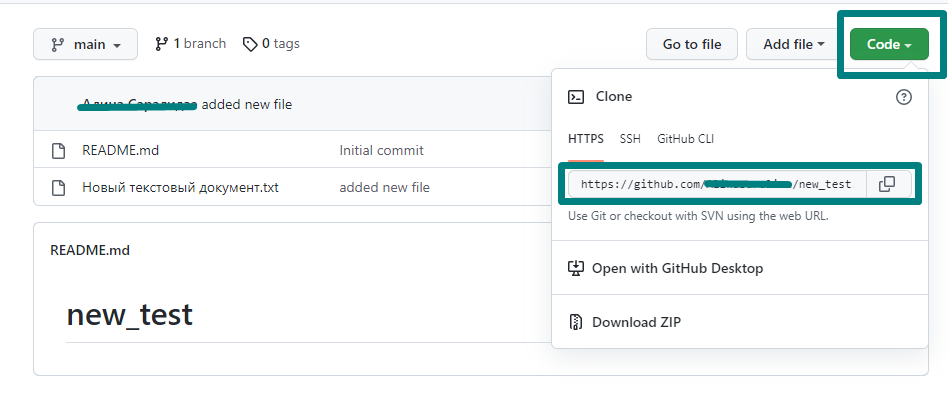 main 1 branch 0 tags Go to file Add file Code
added new file
README.md Initial commit
Новый текстовый документ.txt added new file
README.md
new_test
Clone
HTTPS SSH GitHub CLI
https://github.com/ /new_test
Use Git or checkout with SVN using the web URL.
Open with GitHub Desktop
Download ZIP